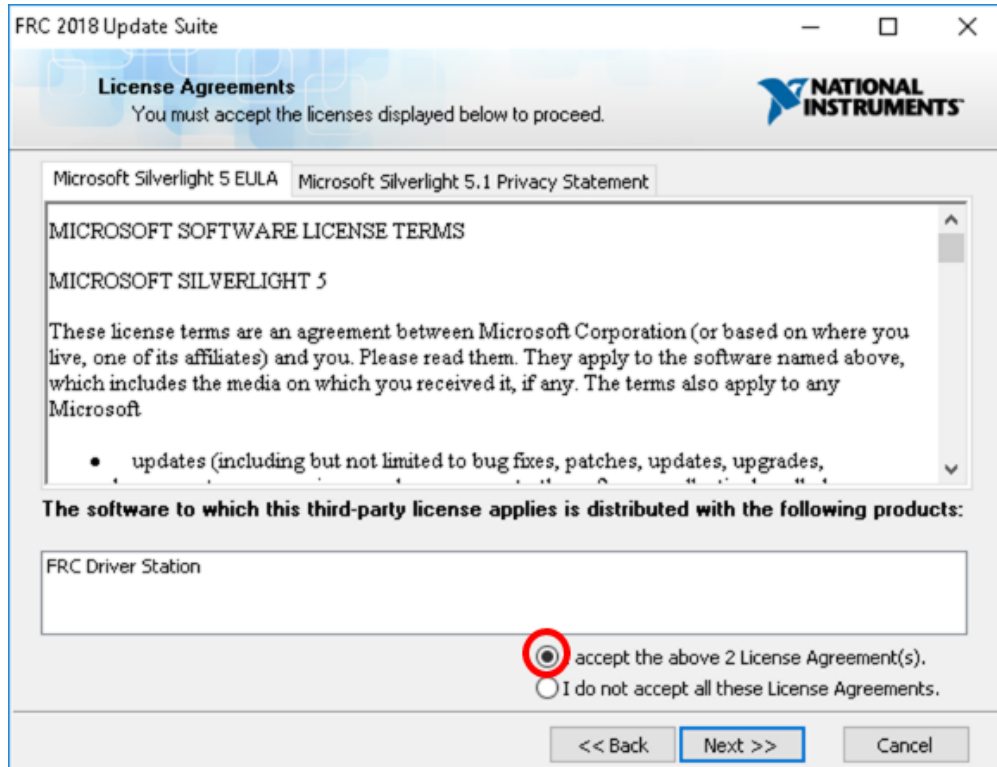 FRC 2018 Update Suite
License Agreements
You must accept the licenses displayed below to proceed.
NATIONAL
INSTRUMENTS™
Microsoft Silverlight 5 EULA
Microsoft Silverlight 5.1 Privacy Statement
MICROSOFT SOFTWARE LICENSE TERMS
MICROSOFT SILVERLIGHT 5
These license terms are an agreement between Microsoft Corporation (or based on where you
live, one of its affiliates) and you. Please read them. They apply to the software named above,
which includes the media on which you received it, if any. The terms also apply to any
Microsoft
• updates (including but not limited to bug fixes, patches, updates, upgrades,
The software to which this third-party license applies is distributed with the following products:
FRC Driver Station
accept the above 2 License Agreement(s).
I do not accept all these License Agreements.
<< Back
Next >>
Cancel